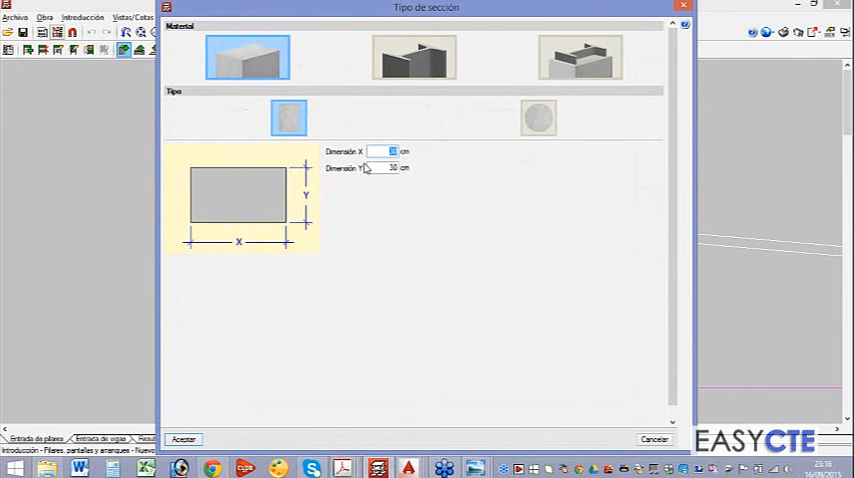 Tipo de sección
Archivo Obra Introducción Vistas/Cotas
Material
Tipo
Dimensión X 30 cm
Dimensión Y 30 cm
Y
X
Aceptar
Cancelar
Entrada de pilares Entrada de vigas
Introducción - Pilares, pantallas y arranques - Nuevo
EASYCTE
23:16
16/09/2015